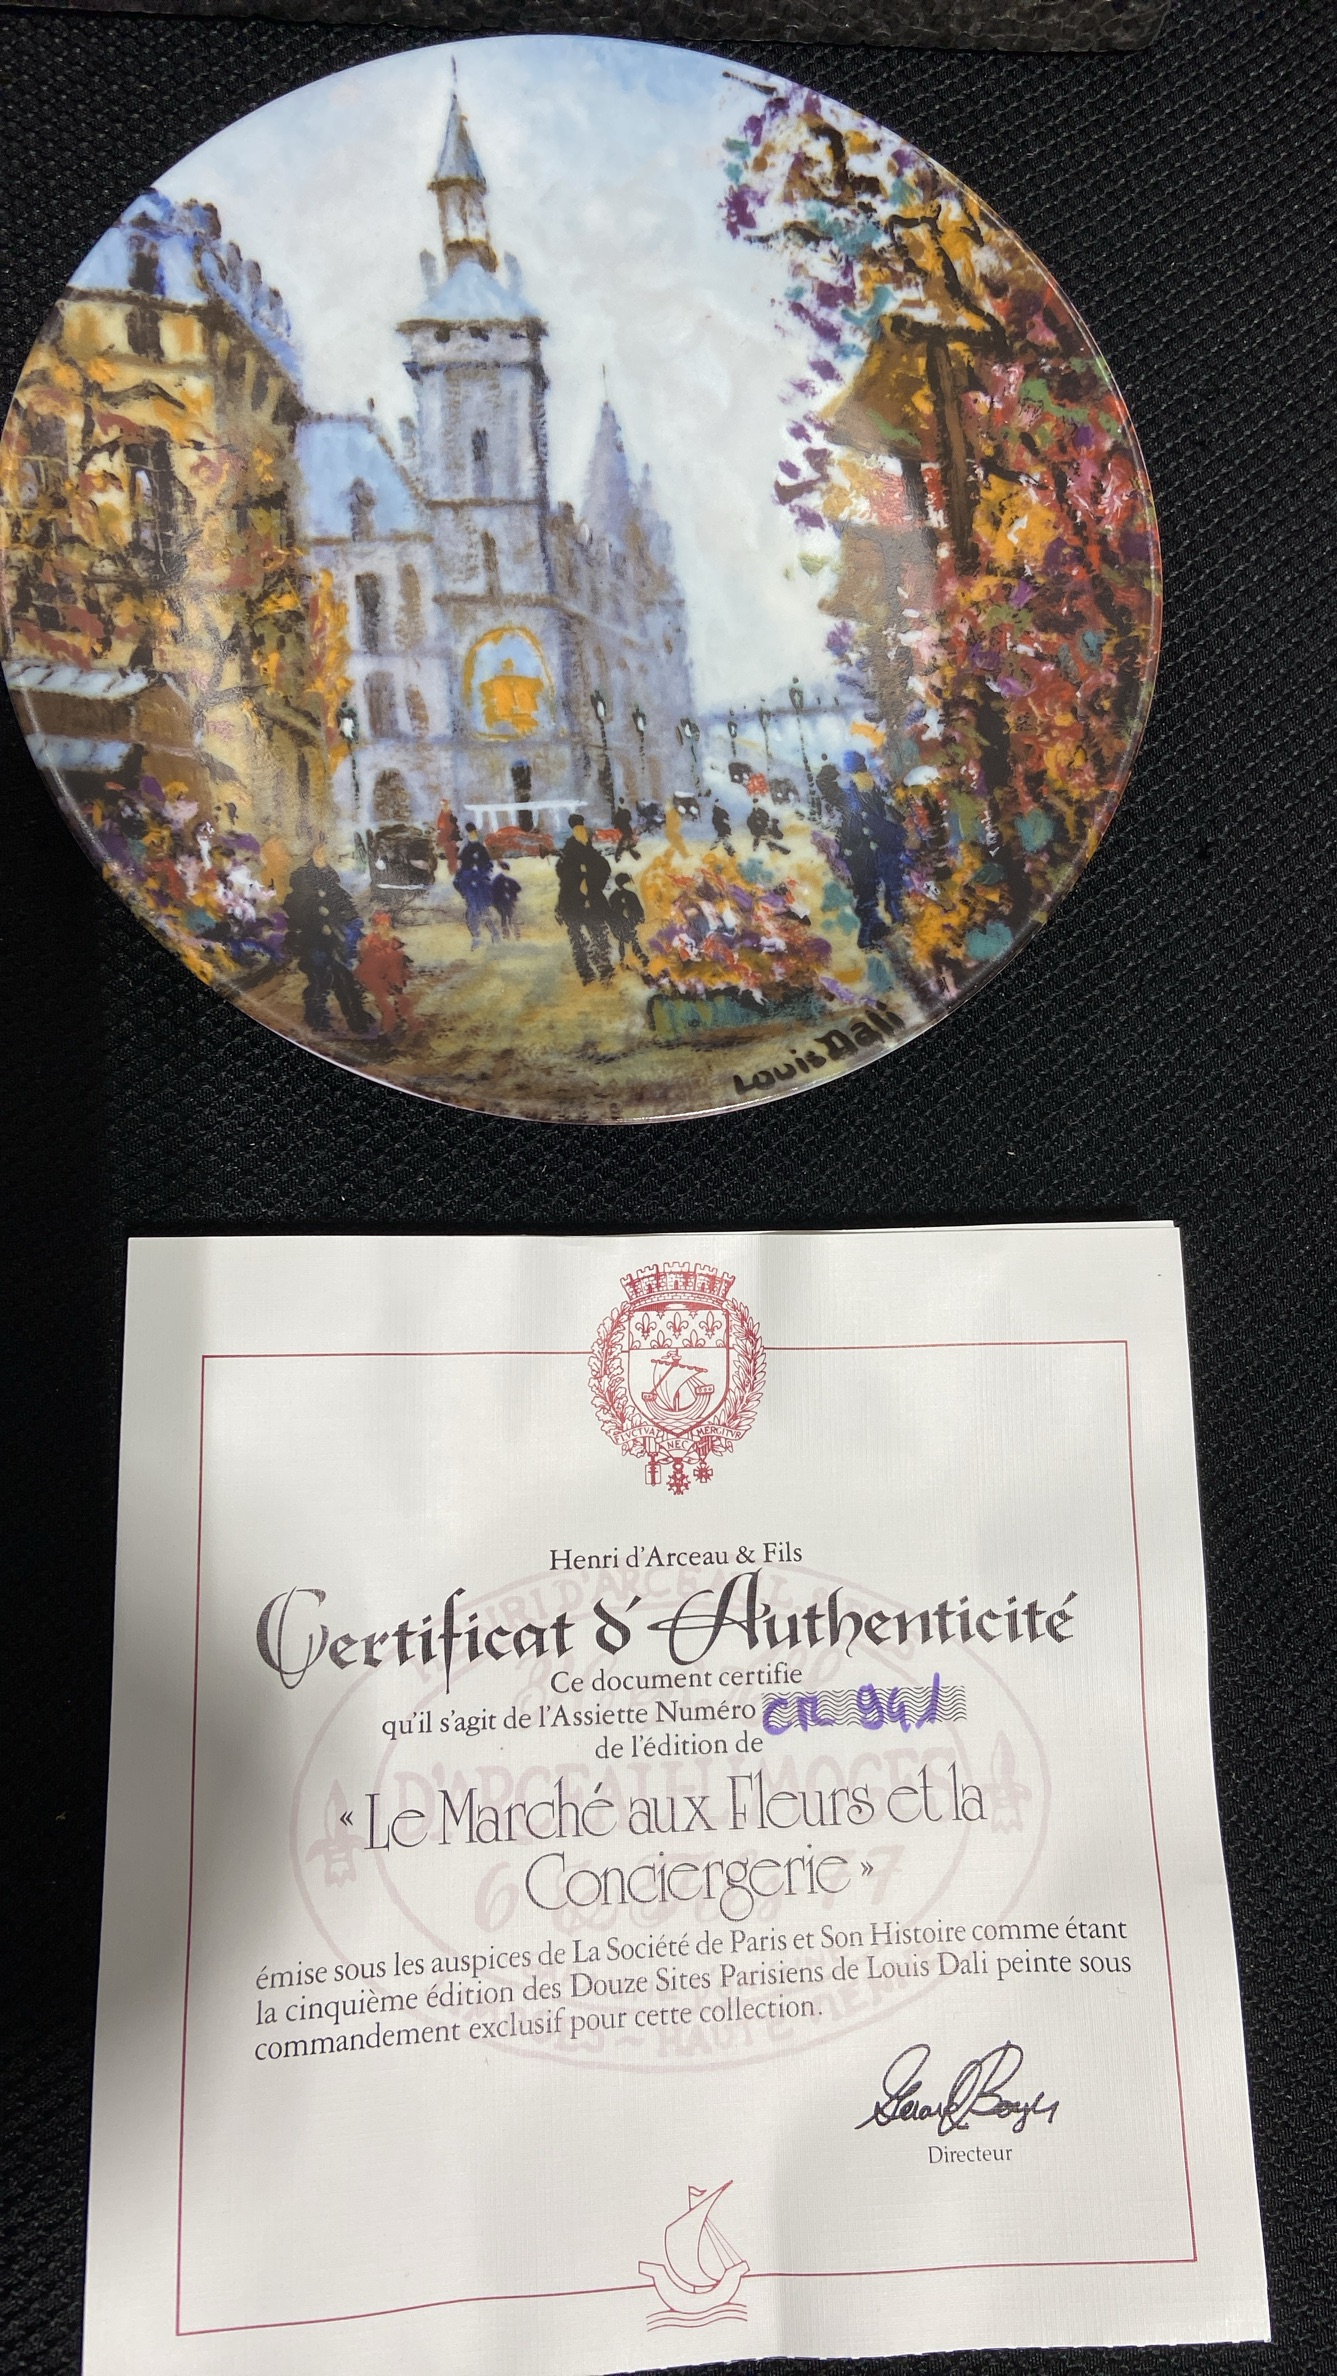 Louis Dali
FLVCTVAT NEC MERGITVR
Henri d'Arceau & Fils
Certificat d'Authenticité
Ce document certifie
qu'il s'agit de l'Assiette Numéro
de l'édition de
« Le Marché aux Fleurs et la
Conciergerie »
émise sous les auspices de La Société de Paris et Son Histoire comme étant
la cinquième édition des Douze Sites Parisiens de Louis Dali peinte sous
commandement exclusif pour cette collection.
Directeur